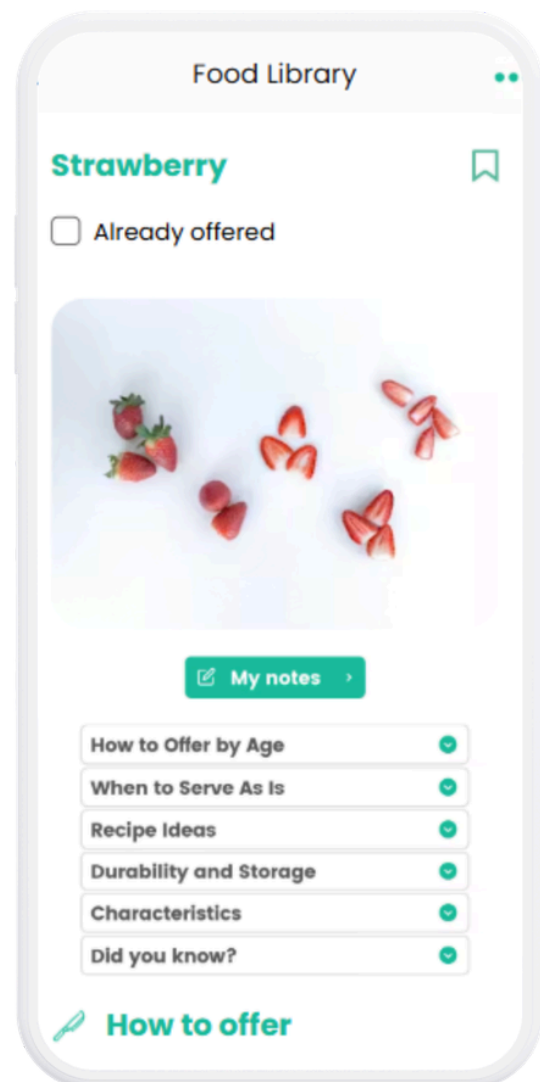 Food Library
Strawberry
Already offered
My notes
How to Offer by Age
When to Serve As Is
Recipe Ideas
Durability and Storage
Characteristics
Did you know?
How to offer